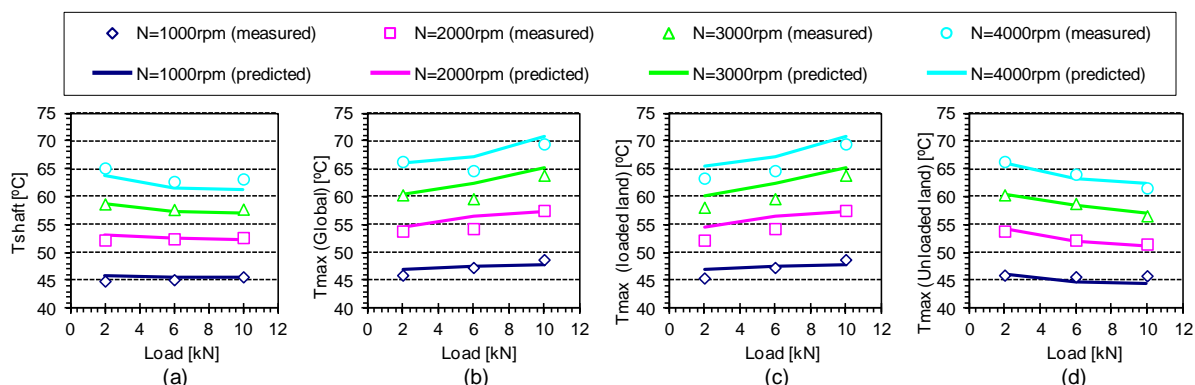 N=1000rpm (measured) N=2000rpm (measured) N=3000rpm (measured) N=4000rpm (measured)
N=1000rpm (predicted) N=2000rpm (predicted) N=3000rpm (predicted) N=4000rpm (predicted)
Tshaft [ºC]
75
70
65
60
55
50
45
40
0 2 4 6 8 10 12
Load [kN]
(a)
Tmax (Global) [ºC]
75
70
65
60
55
50
45
40
0 2 4 6 8 10 12
Load [kN]
(b)
Tmax (loaded land) [ºC]
75
70
65
60
55
50
45
40
0 2 4 6 8 10 12
Load [kN]
(c)
Tmax (Unloaded land) [ºC]
75
70
65
60
55
50
45
40
0 2 4 6 8 10 12
Load [kN]
(d)